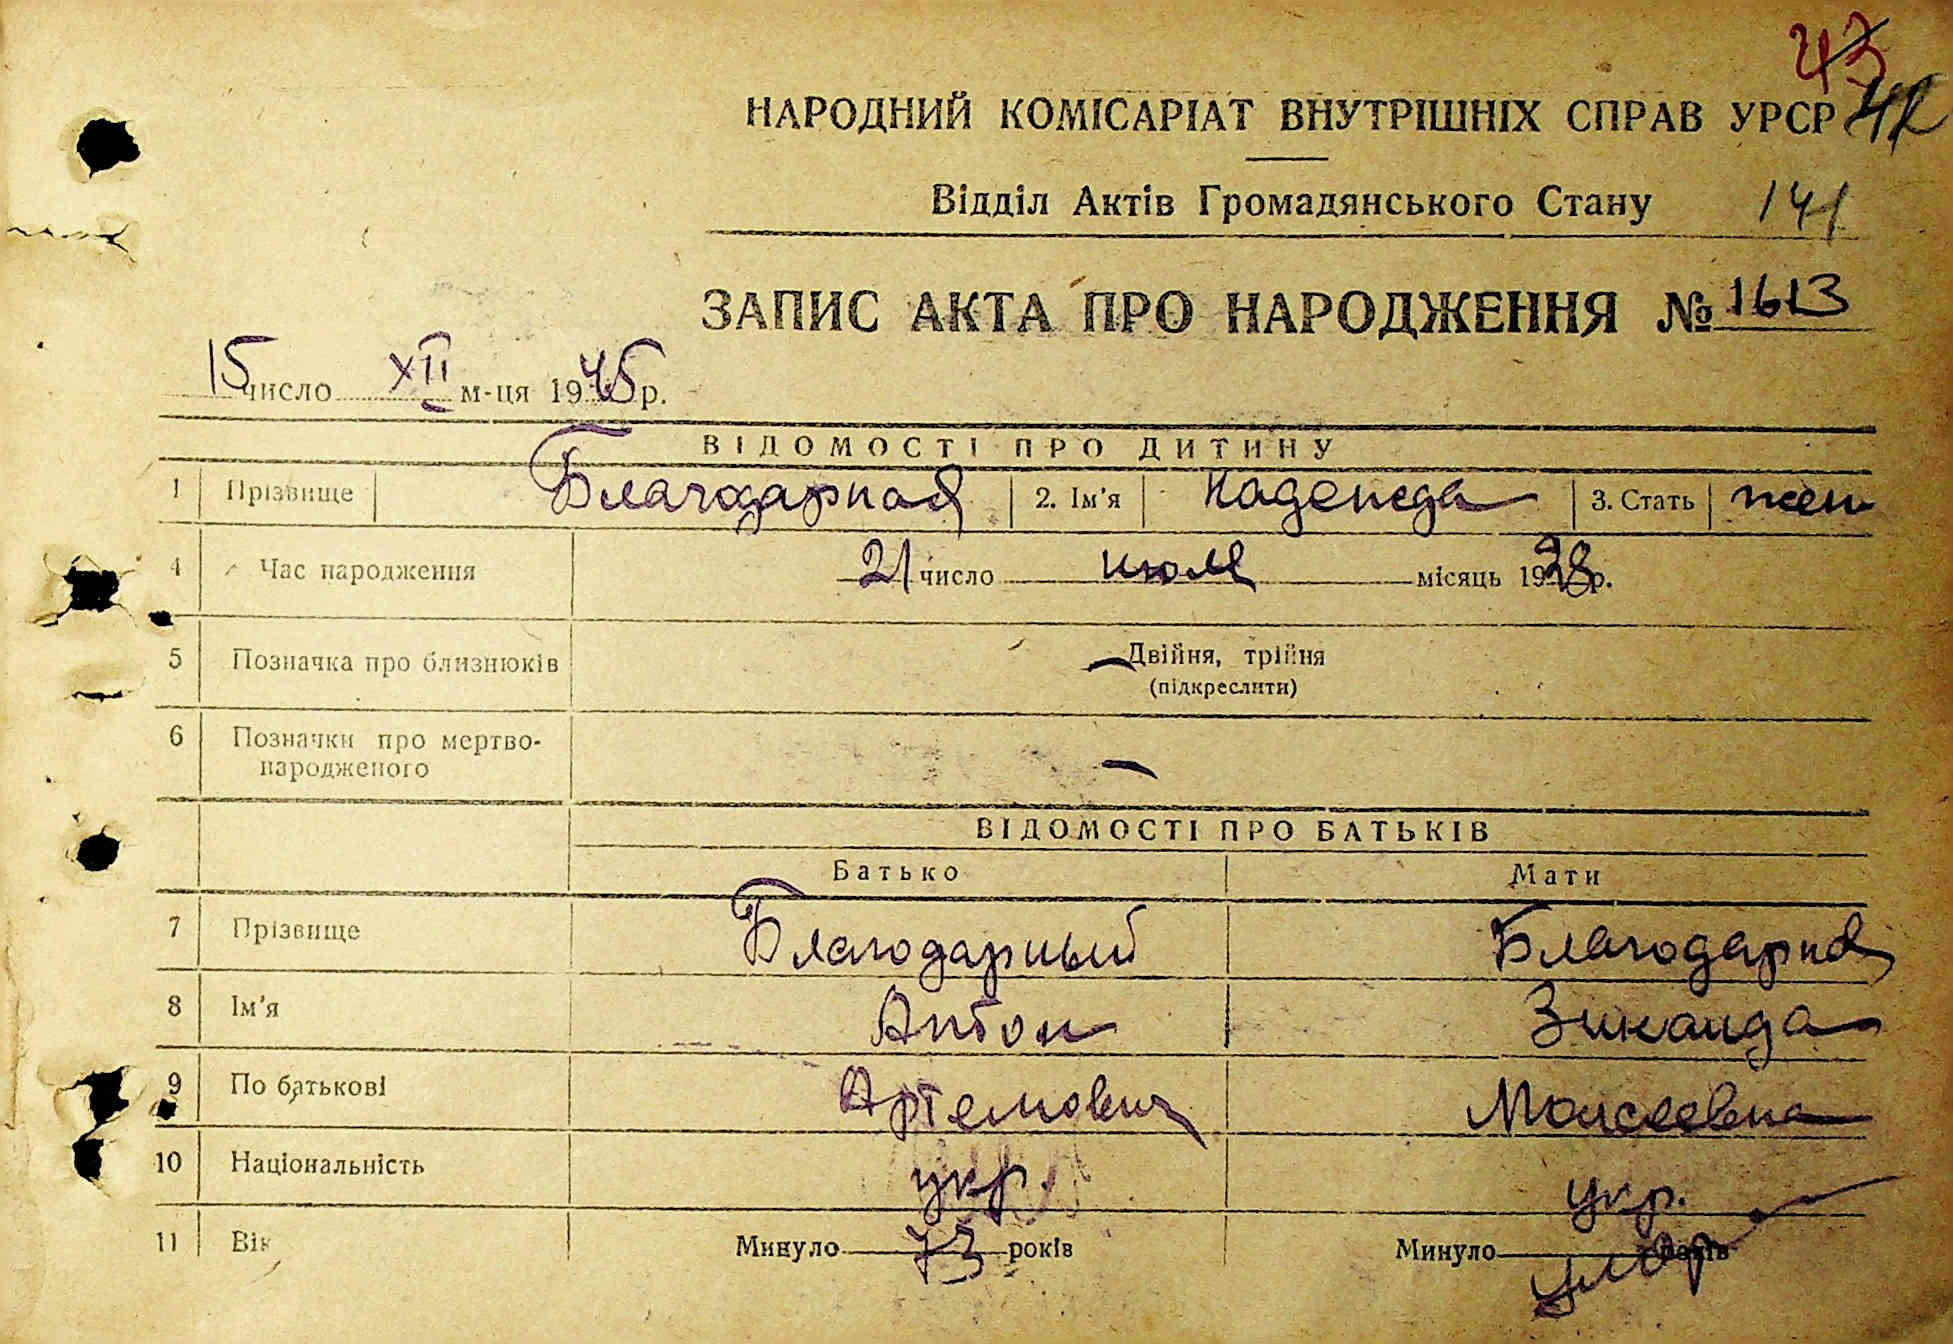 43
42
НАРОДНИЙ КОМІСАРІАТ ВНУТРІШНІХ СПРАВ УРСР
Відділ Актів Громадянського Стану 141
ЗАПИС АКТА ПРО НАРОДЖЕННЯ № 1613
15 число XII м-ця 1945 р.
ВІДОМОСТІ ПРО ДИТИНУ
1 Прізвище Благодарная 2. Ім'я Надежда 3. Стать жен
4 Час народження 21 число июля місяць 1928 р.
5 Позначка про близнюків — Двійня, трійня
(підкреслити)
6 Позначки про мертво-
народженого —
ВІДОМОСТІ ПРО БАТЬКІВ
Батько Мати
7 Прізвище Благодарный Благодарная
8 Ім'я Антон Зинаида
9 По батькові Артемович Моисеевна
10 Національність укр. укр.
11 Вік Минуло 73 років Минуло років